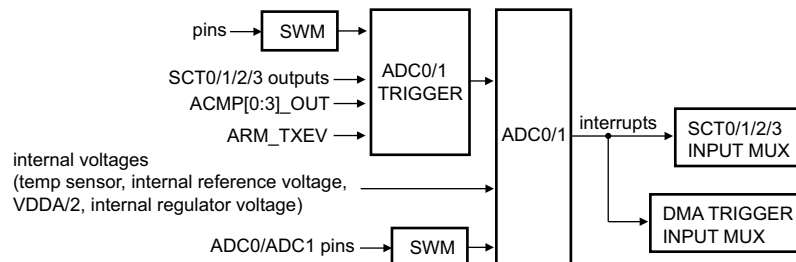 pins
SWM
SCT0/1/2/3 outputs
ACMP[0:3]_OUT
ARM_TXEV
ADC0/1
TRIGGER
internal voltages
(temp sensor, internal reference voltage,
VDDA/2, internal regulator voltage)
ADC0/ADC1 pins
SWM
ADC0/1
interrupts
SCT0/1/2/3
INPUT MUX
DMA TRIGGER
INPUT MUX